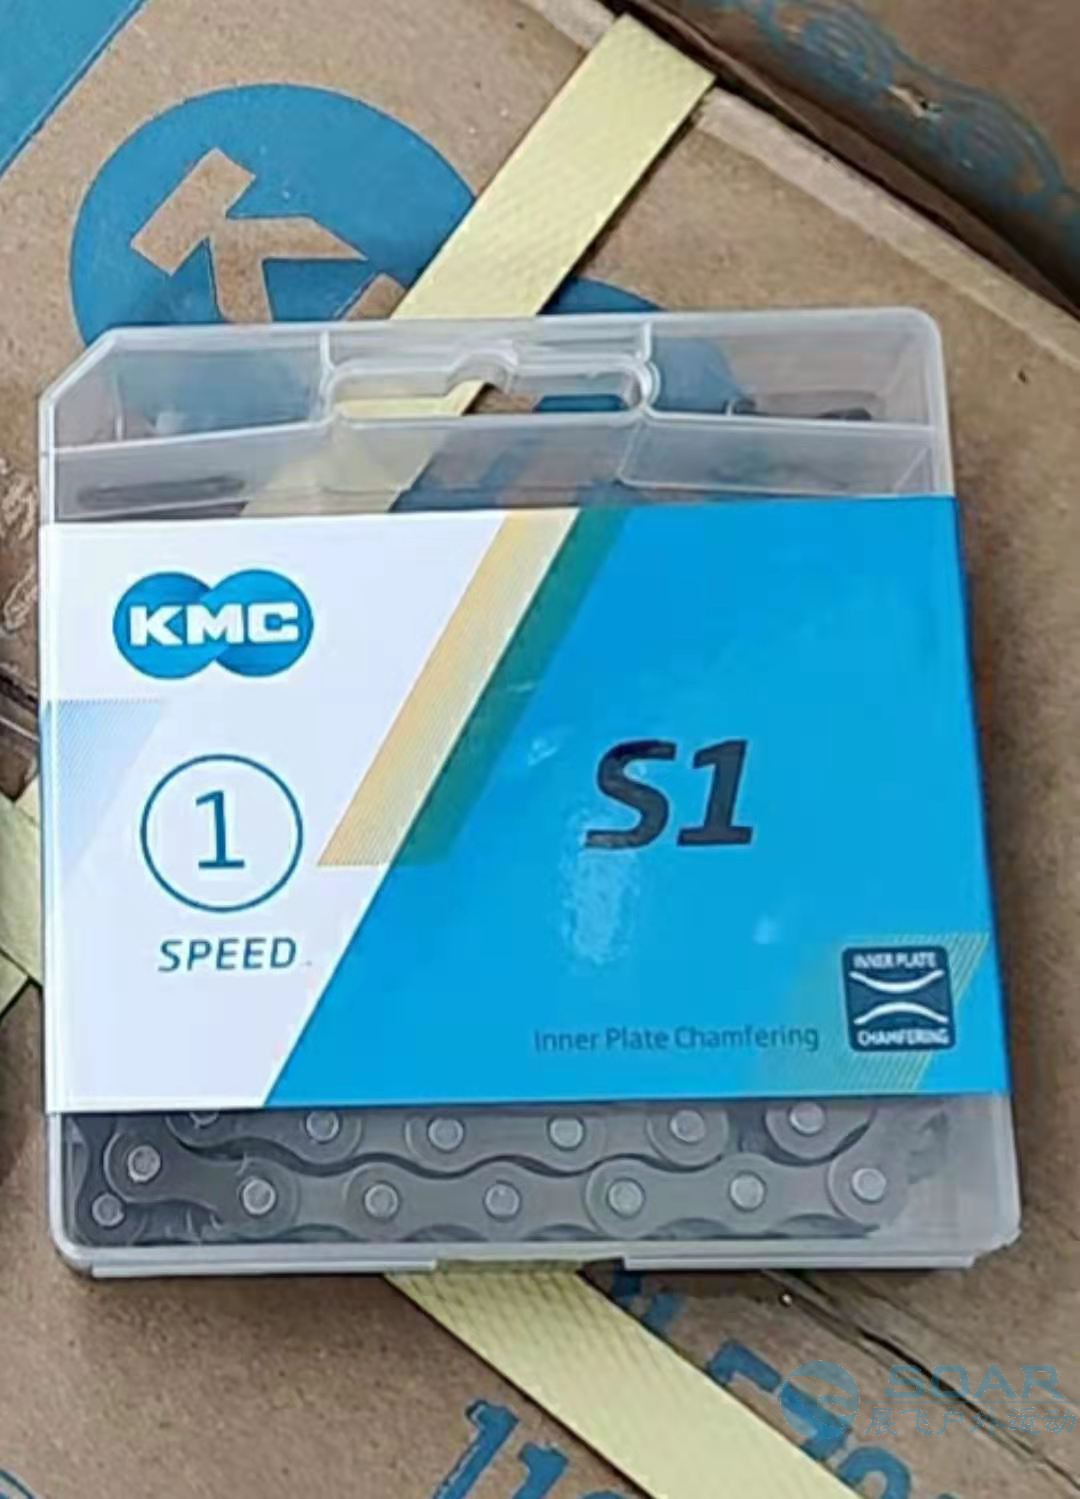 KMC
1
SPEED
S1
Inner Plate Chamfering
INNER PLATE
CHAMFERING
SOAR